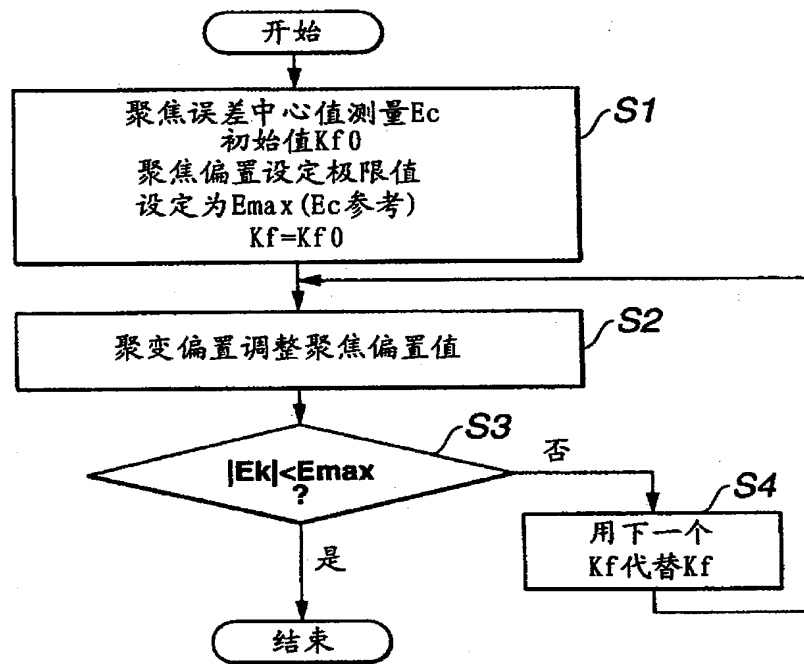 开始
聚焦误差中心值测量Ec
初始值Kf0
聚焦偏置设定极限值
设定为Emax(Ec参考)
Kf=Kf0
S1
聚变偏置调整聚焦偏置值
S2
|Ek|<Emax
?
S3
否
是
用下一个
Kf代替Kf
S4
结束